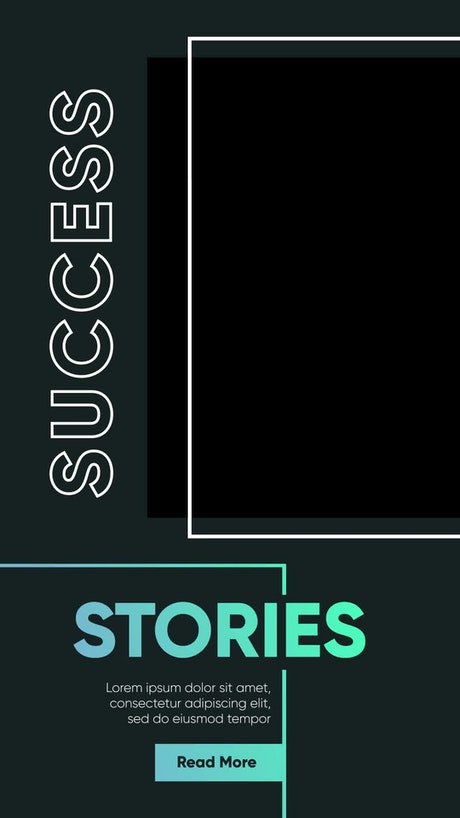 SUCCESS
STORIES
Lorem ipsum dolor sit amet,
consectetur adipiscing elit,
sed do eiusmod tempor
Read More